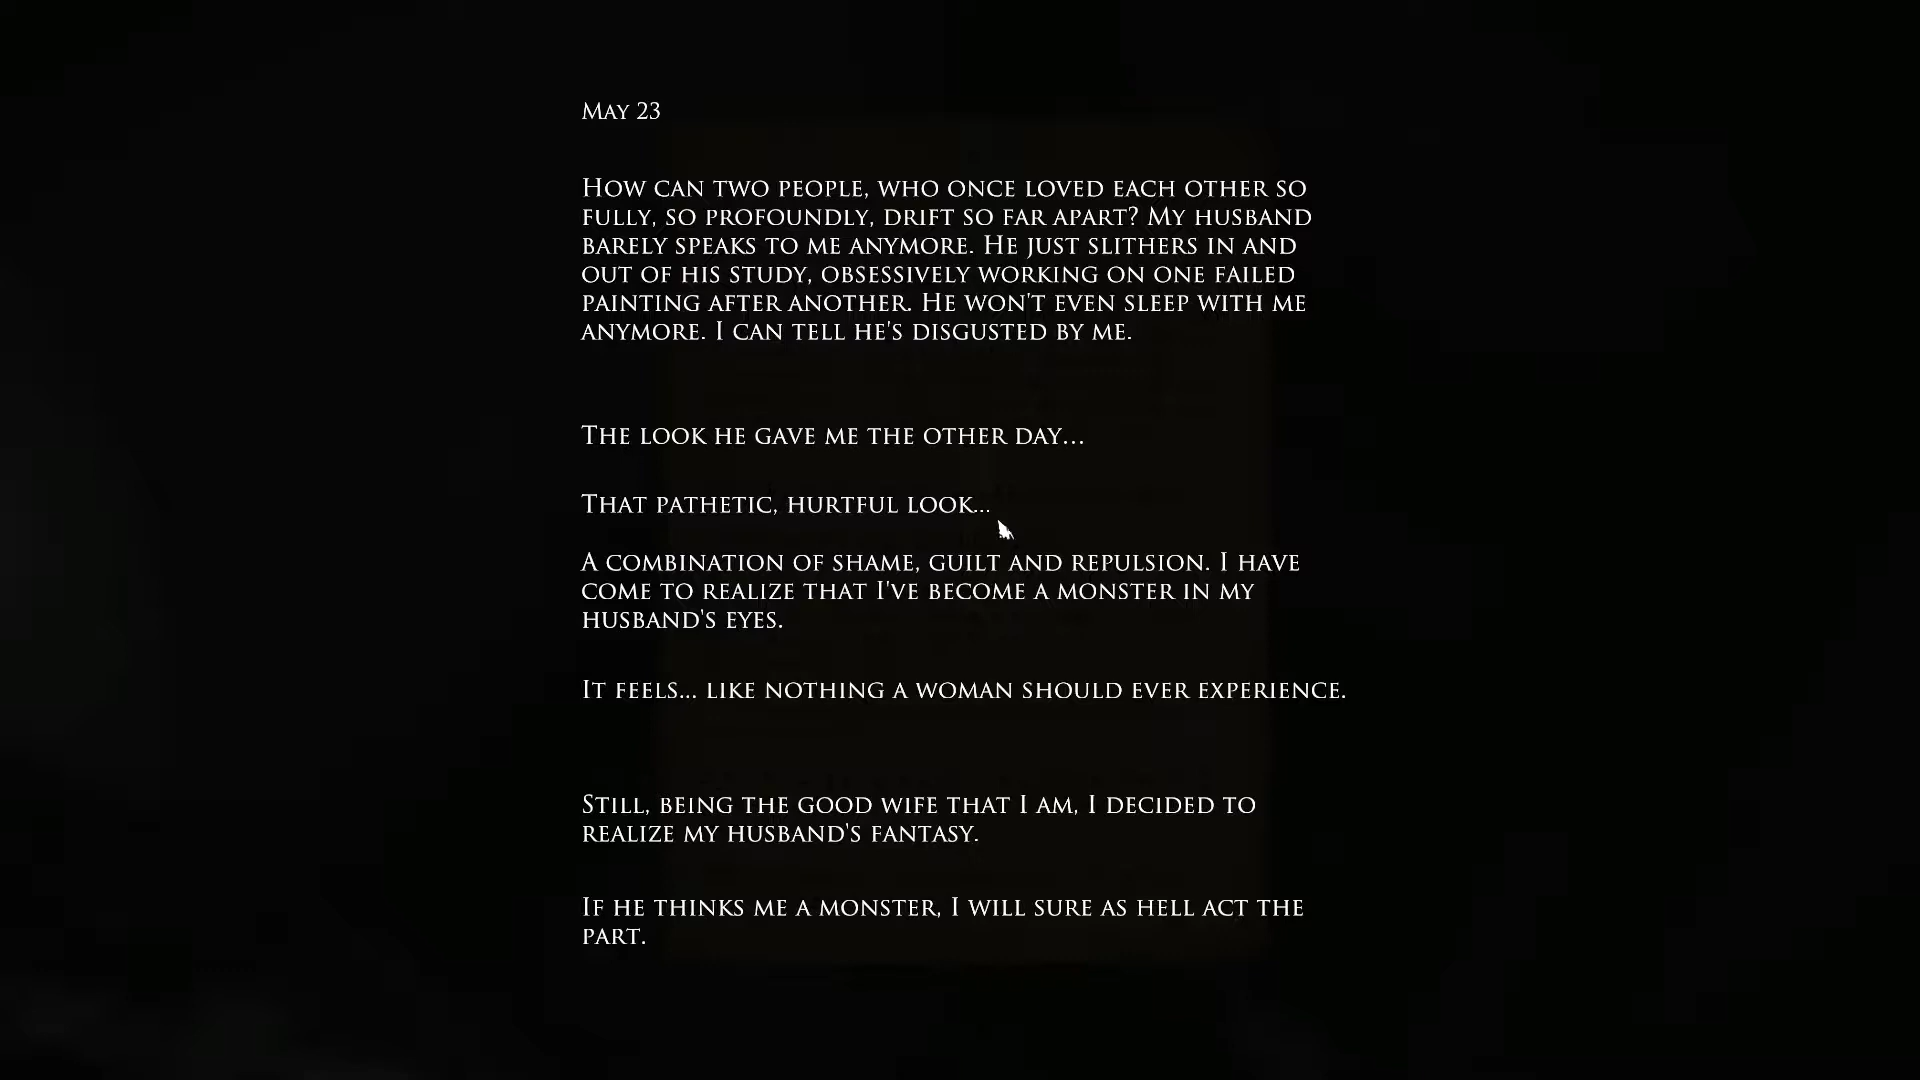 May 23
How can two people, who once loved each other so
fully, so profoundly, drift so far apart? My husband
barely speaks to me anymore. He just slithers in and
out of his study, obsessively working on one failed
painting after another. He won't even sleep with me
anymore. I can tell he's disgusted by me.
The look he gave me the other day...
That pathetic, hurtful look...
A combination of shame, guilt and repulsion. I have
come to realize that I've become a monster in my
husband's eyes.
It feels... like nothing a woman should ever experience.
Still, being the good wife that I am, I decided to
realize my husband's fantasy.
If he thinks me a monster, I will sure as hell act the
part.